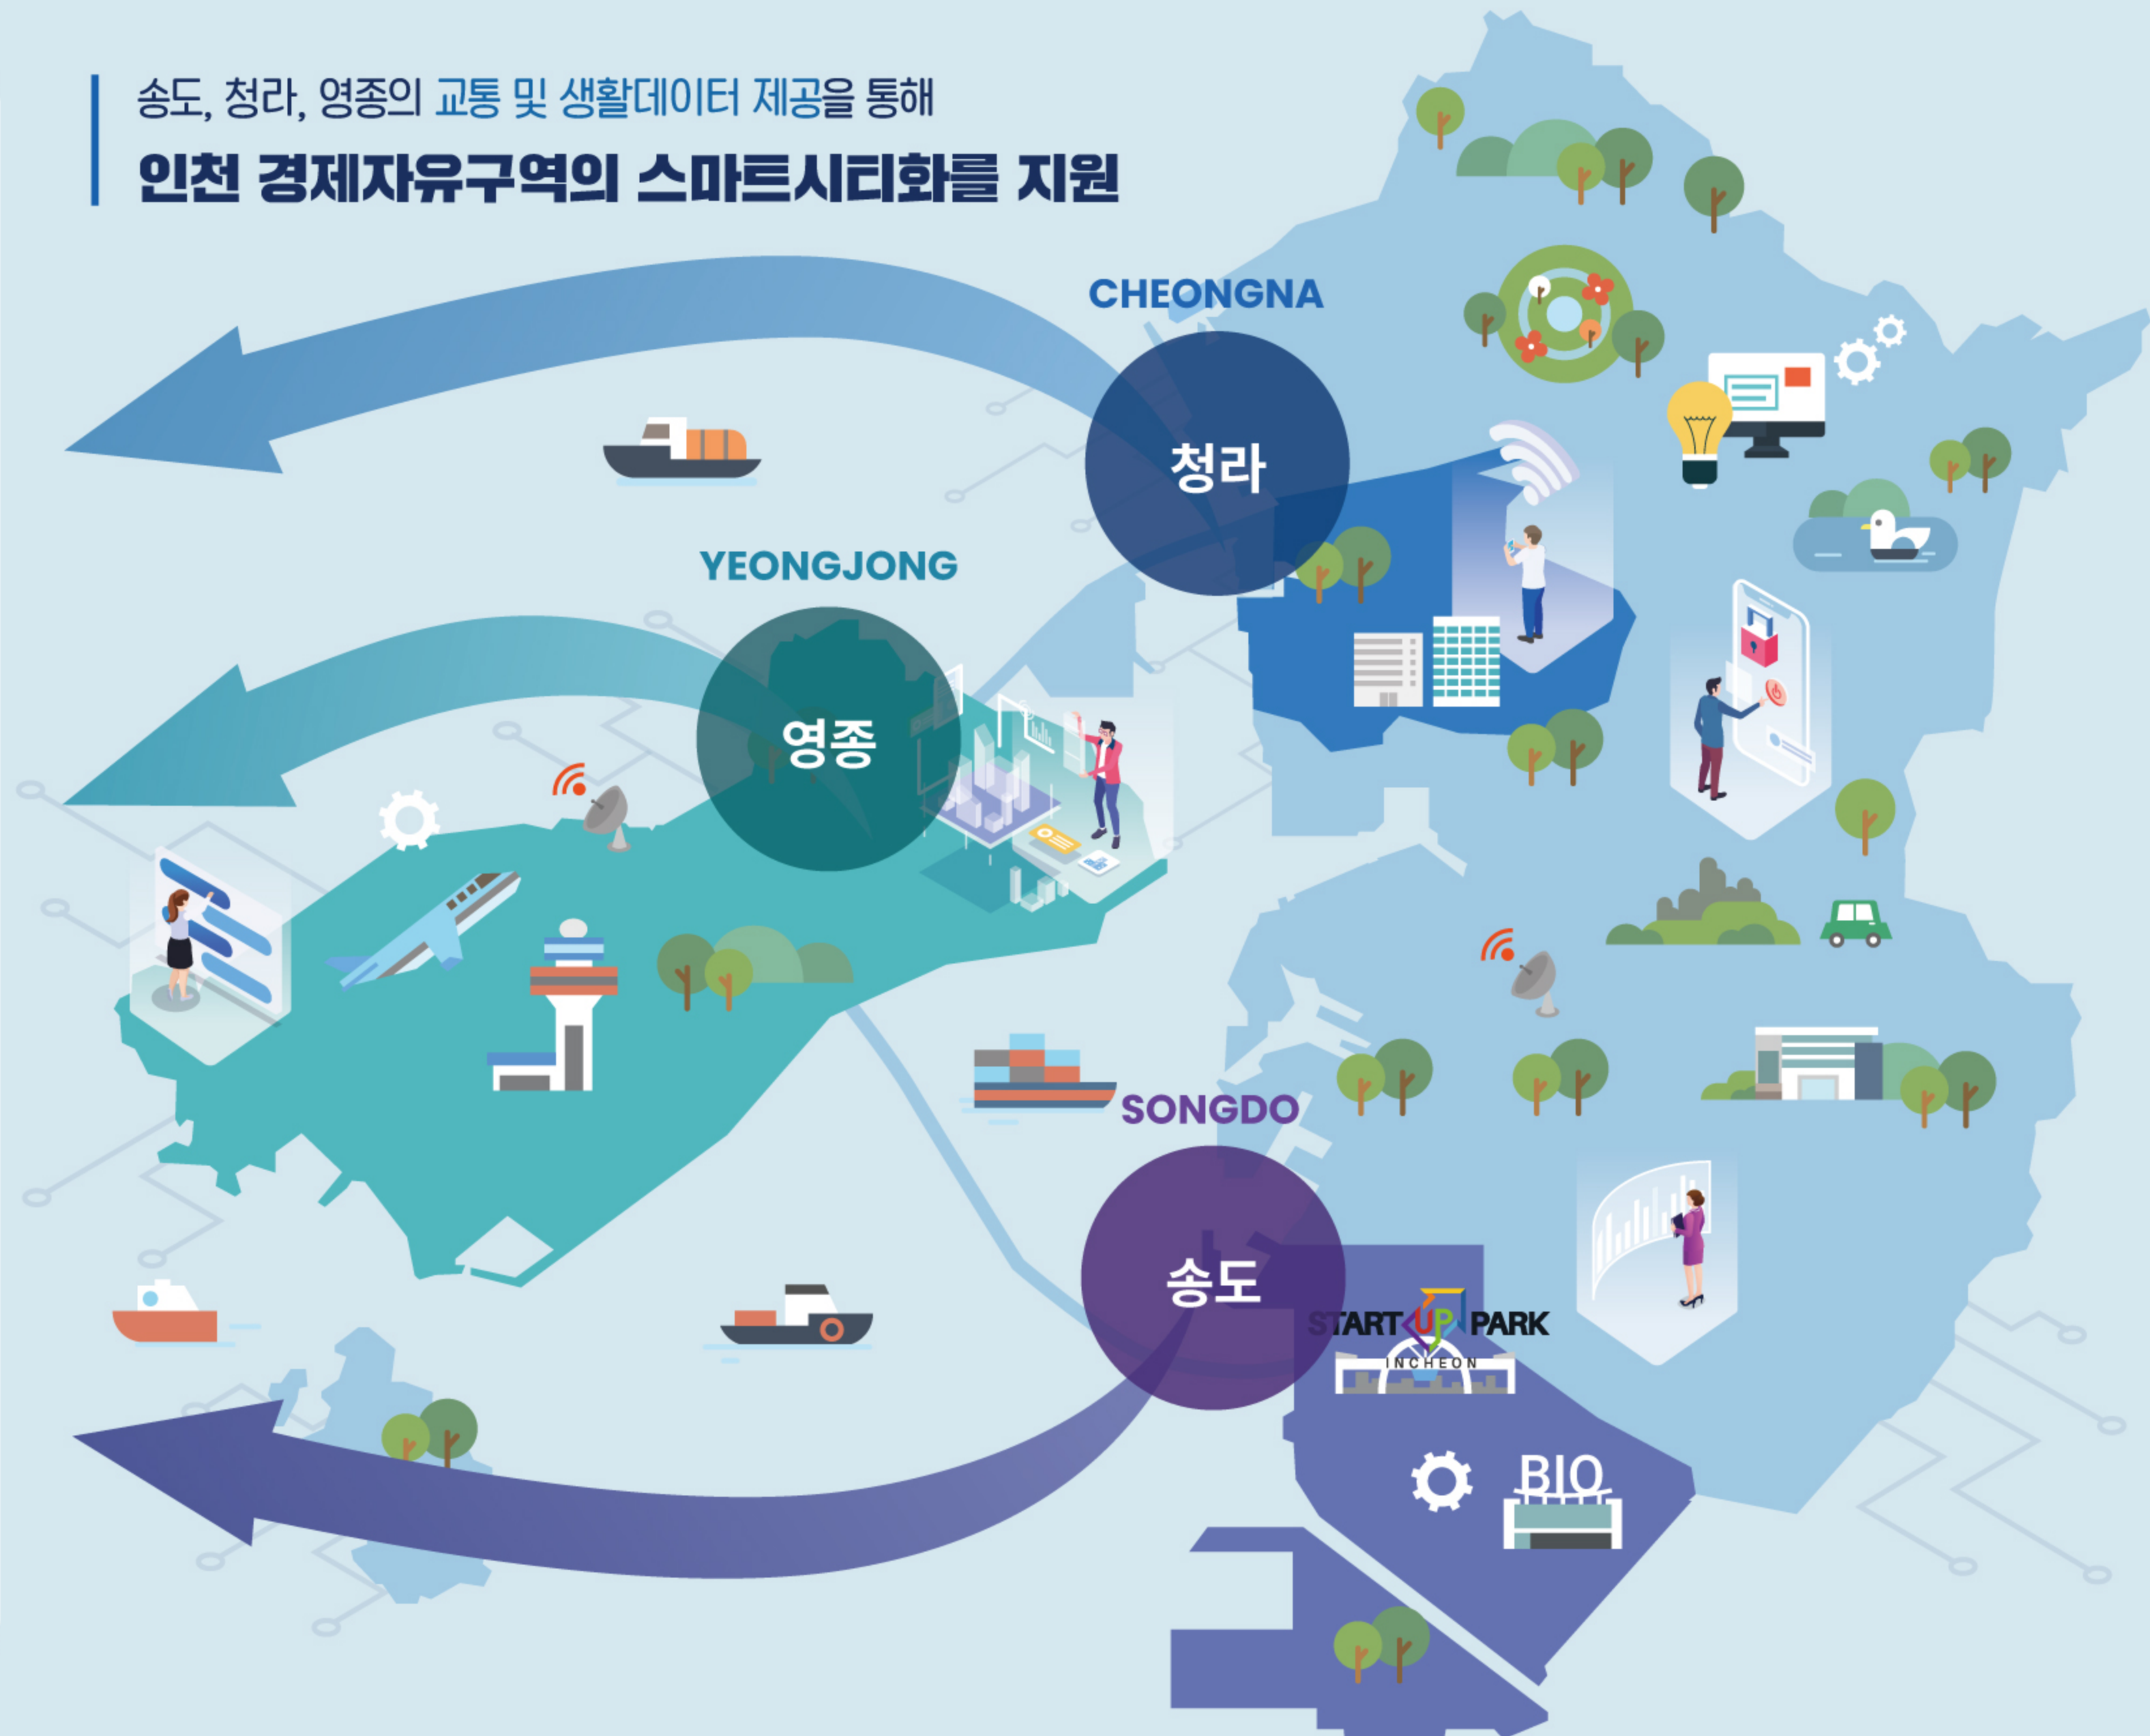 송도, 청라, 영종의 교통 및 생활데이터 제공을 통해
인천 경제자유구역의 스마트시티화를 지원
CHEONGNA
청라
YEONGJONG
영종
SONGDO
송도
START UP PARK
INCHEON
BIO